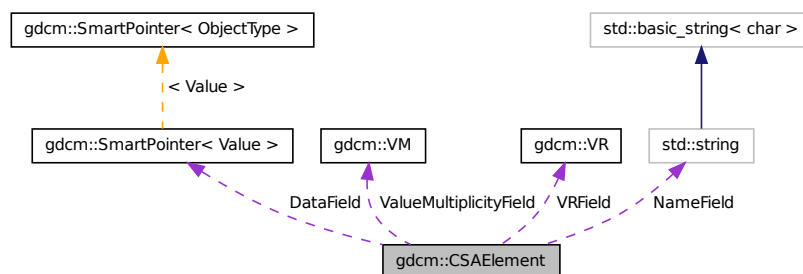 gdcm::SmartPointer< ObjectType >
std::basic_string< char >
< Value >
gdcm::SmartPointer< Value >
gdcm::VM
gdcm::VR
std::string
DataField
ValueMultiplicityField
VRField
NameField
gdcm::CSAElement